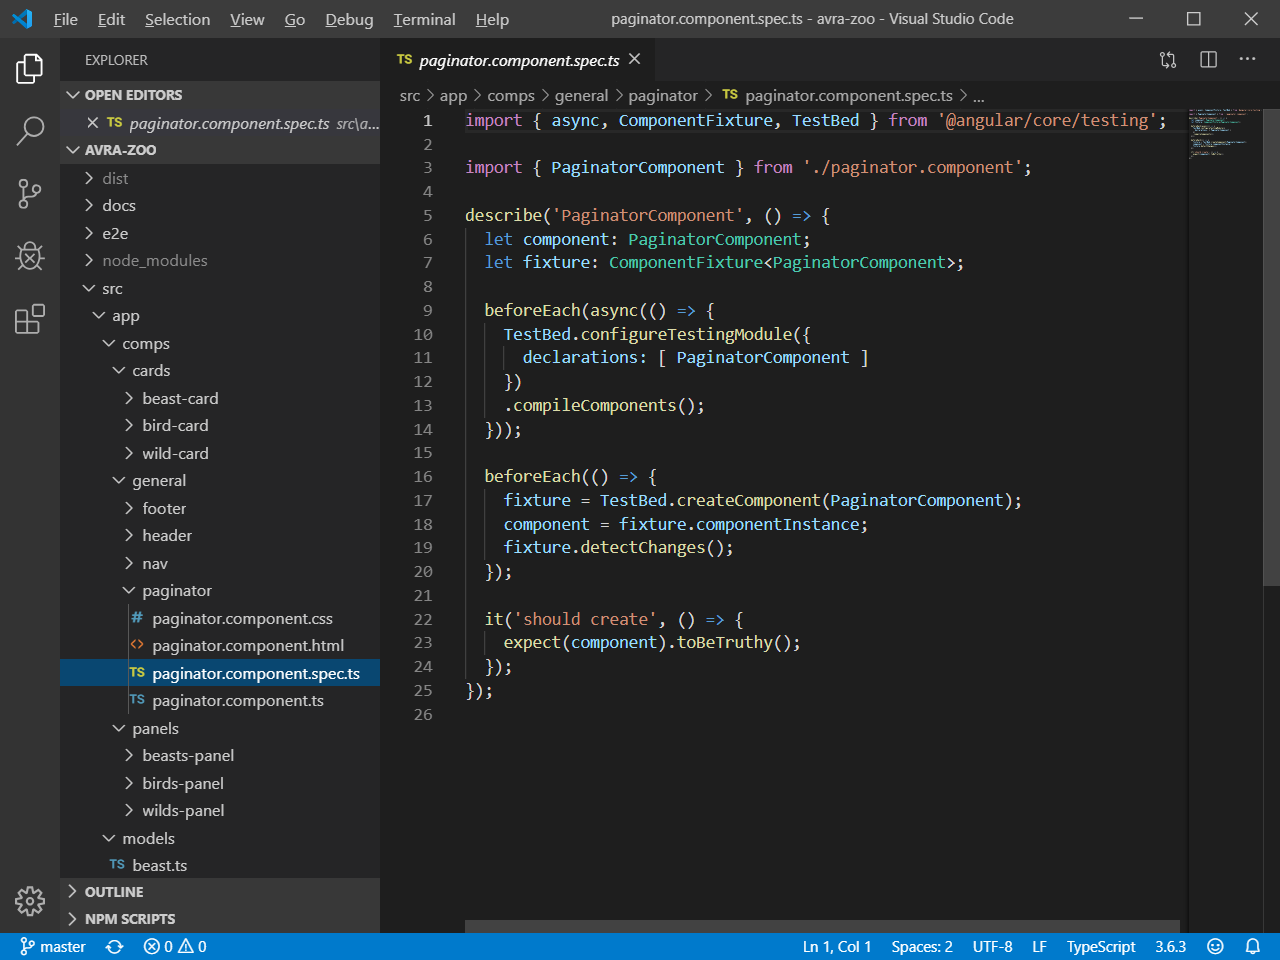 File Edit Selection View Go Debug Terminal Help paginator.component.spec.ts - avra-zoo - Visual Studio Code
EXPLORER
OPEN EDITORS
TS paginator.component.spec.ts src\a...
AVRA-ZOO
dist
docs
e2e
node_modules
src
app
comps
cards
beast-card
bird-card
wild-card
general
footer
header
nav
paginator
# paginator.component.css
<> paginator.component.html
TS paginator.component.spec.ts
TS paginator.component.ts
panels
beasts-panel
birds-panel
wilds-panel
models
TS beast.ts
OUTLINE
NPM SCRIPTS
TS paginator.component.spec.ts
src > app > comps > general > paginator > TS paginator.component.spec.ts > ...
1 import { async, ComponentFixture, TestBed } from '@angular/core/testing';
2
3 import { PaginatorComponent } from './paginator.component';
4
5 describe('PaginatorComponent', () => {
6   let component: PaginatorComponent;
7   let fixture: ComponentFixture<PaginatorComponent>;
8
9   beforeEach(async(() => {
10     TestBed.configureTestingModule({
11       declarations: [ PaginatorComponent ]
12     })
13     .compileComponents();
14   }));
15
16   beforeEach(() => {
17     fixture = TestBed.createComponent(PaginatorComponent);
18     component = fixture.componentInstance;
19     fixture.detectChanges();
20   });
21
22   it('should create', () => {
23     expect(component).toBeTruthy();
24   });
25 });
26
master 0 0 Ln 1, Col 1 Spaces: 2 UTF-8 LF TypeScript 3.6.3